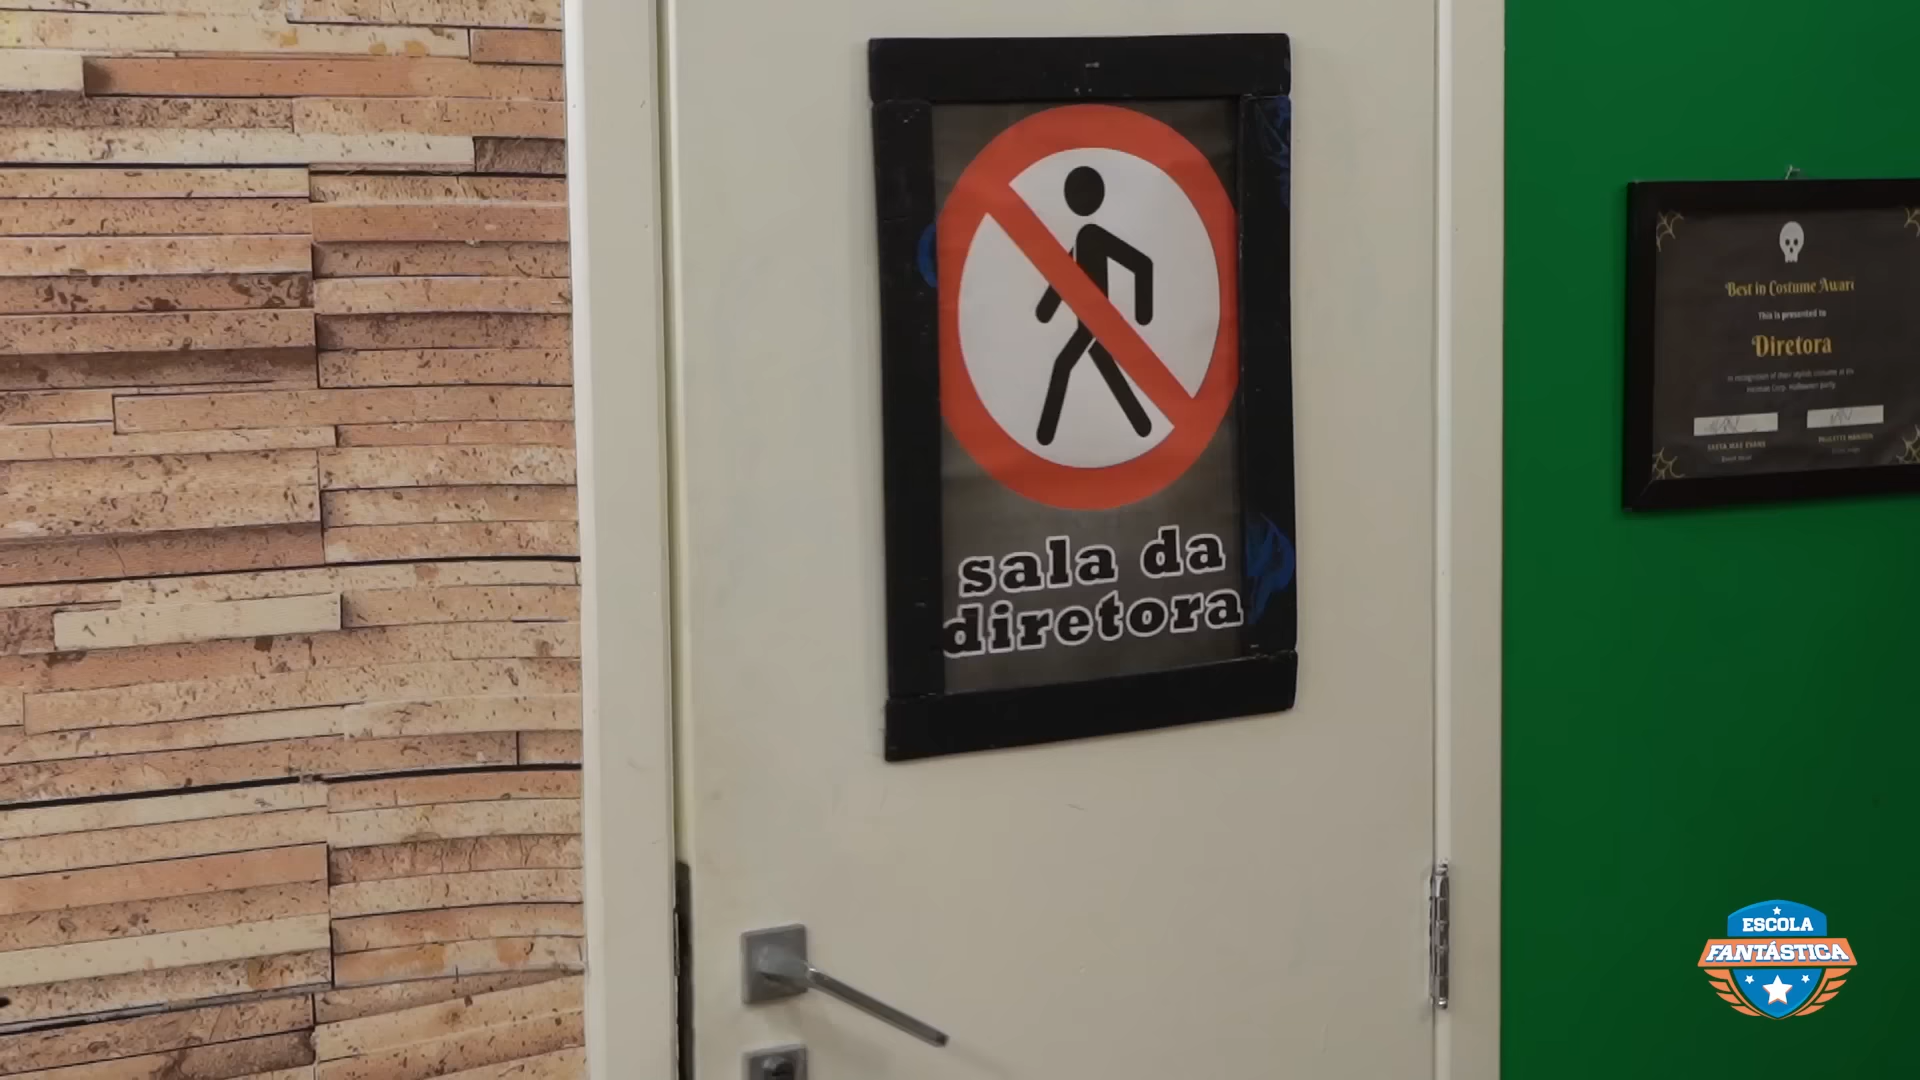 sala da
diretora
Best in Costume Awar
This is presented to
Diretora
ESCOLA
FANTÁSTICA